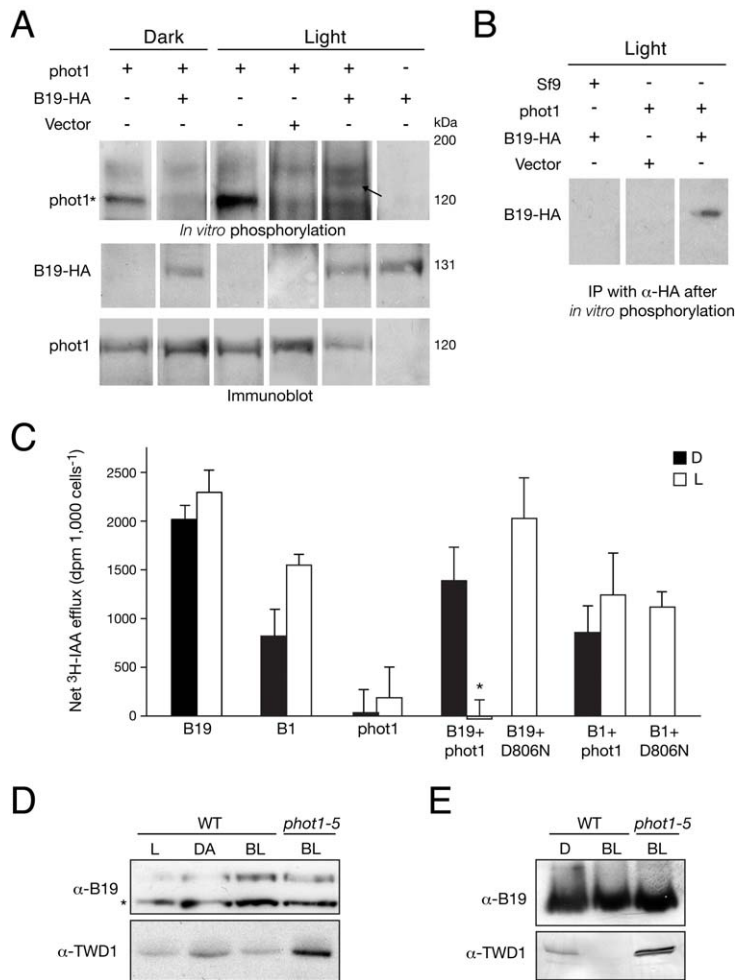 A
Dark Light
phot1 + + + + + -
B19-HA - + - - + +
Vector - - - + - -
kDa
200
phot1* 120
In vitro phosphorylation
B19-HA 131
phot1 120
Immunoblot
B
Light
Sf9 + - -
phot1 - + +
B19-HA + - +
Vector - + -
B19-HA
IP with α-HA after
in vitro phosphorylation
C
Net ³H-IAA efflux (dpm 1,000 cells⁻¹)
2500
2000
1500
1000
500
0
D
L
*
B19 B1 phot1 B19+ B19+ B1+ B1+
phot1 D806N phot1 D806N
D
WT phot1-5
L DA BL BL
α-B19
*
α-TWD1
E
WT phot1-5
D BL BL
α-B19
α-TWD1